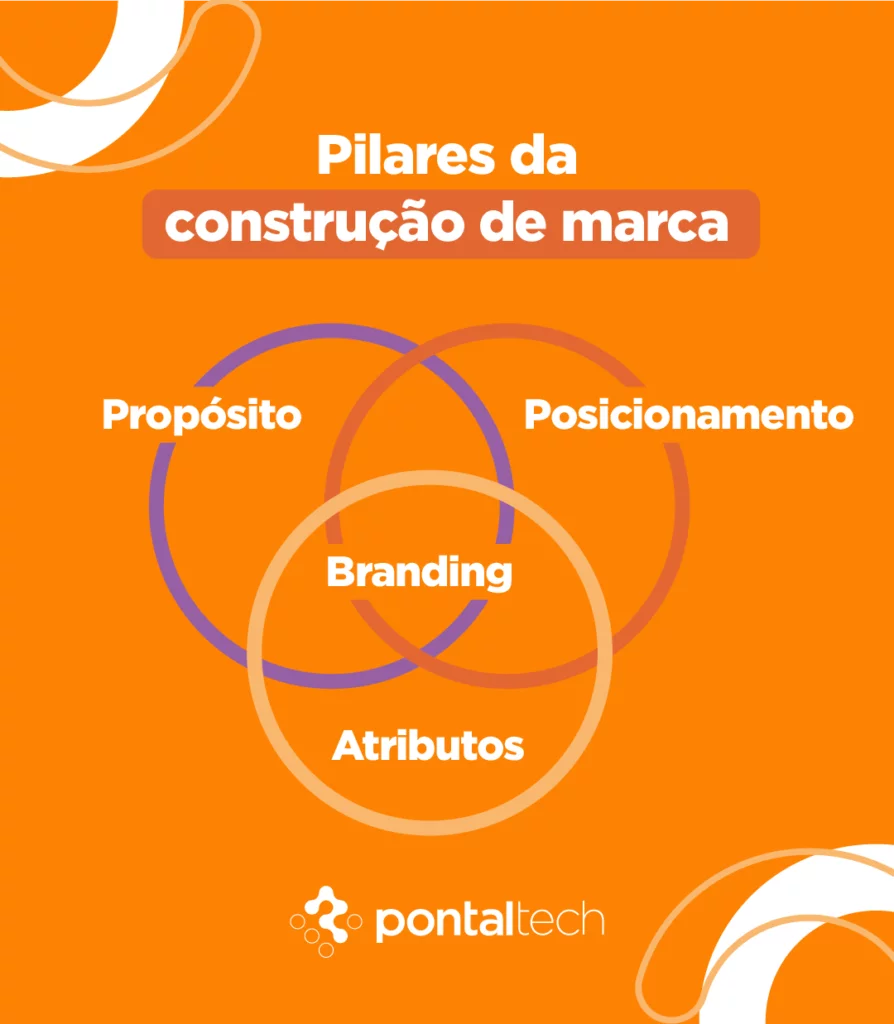 Pilares da
construção de marca
Propósito
Posicionamento
Branding
Atributos
pontaltech